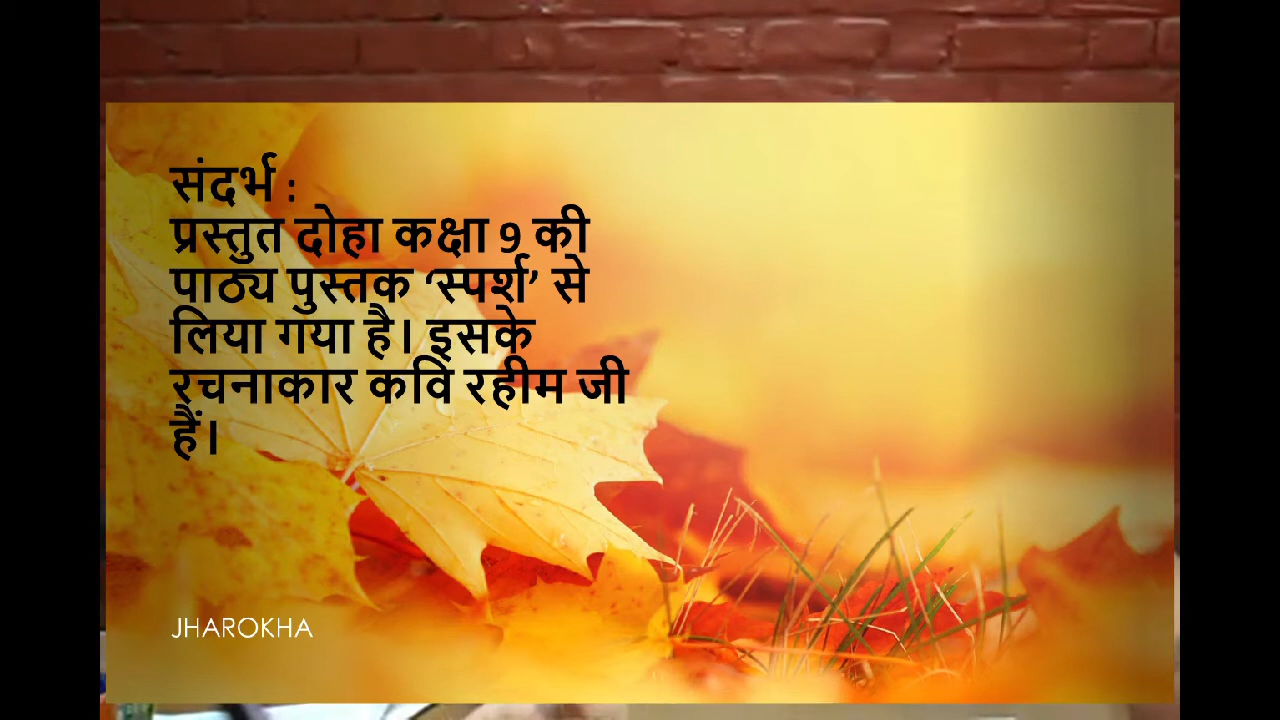 संदर्भ :
प्रस्तुत दोहा कक्षा 9 की
पाठ्य पुस्तक ‘स्पर्श’ से
लिया गया है। इसके
रचनाकार कवि रहीम जी
हैं।
JHAROKHA